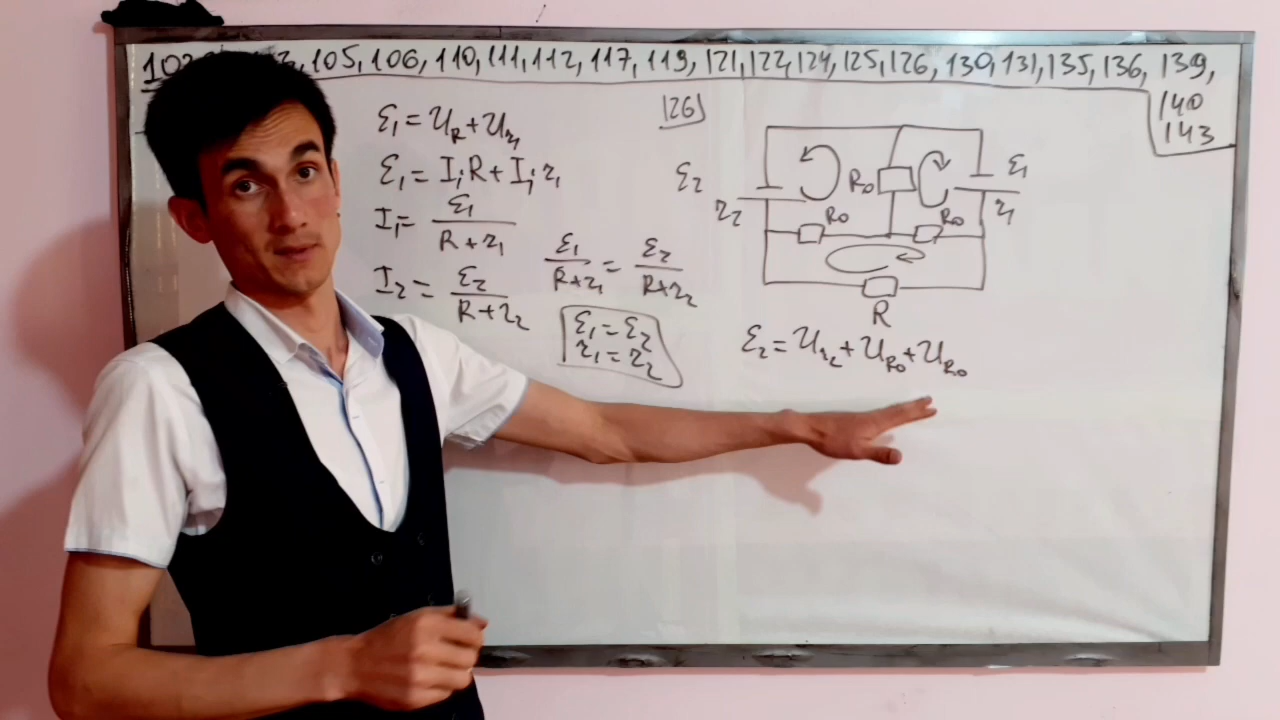 102, 105, 106, 110, 111, 112, 117, 119, 121, 122, 124, 125, 126, 130, 131, 135, 136, 139,
140
143
126)
ε₁ = U_R + U_r₁
ε₁ = I₁R + I₁r₁
I₁ = ε₁ / (R + r₁)
I₂ = ε₂ / (R + r₂)
ε₁ / (R + r₁) = ε₂ / (R + r₂)
ε₁ = ε₂
r₁ = r₂
ε₂
r₂
R₀
R₀
R₀
ε₁
r₁
R
ε₂ = U_r₂ + U_R₀ + U_R₀